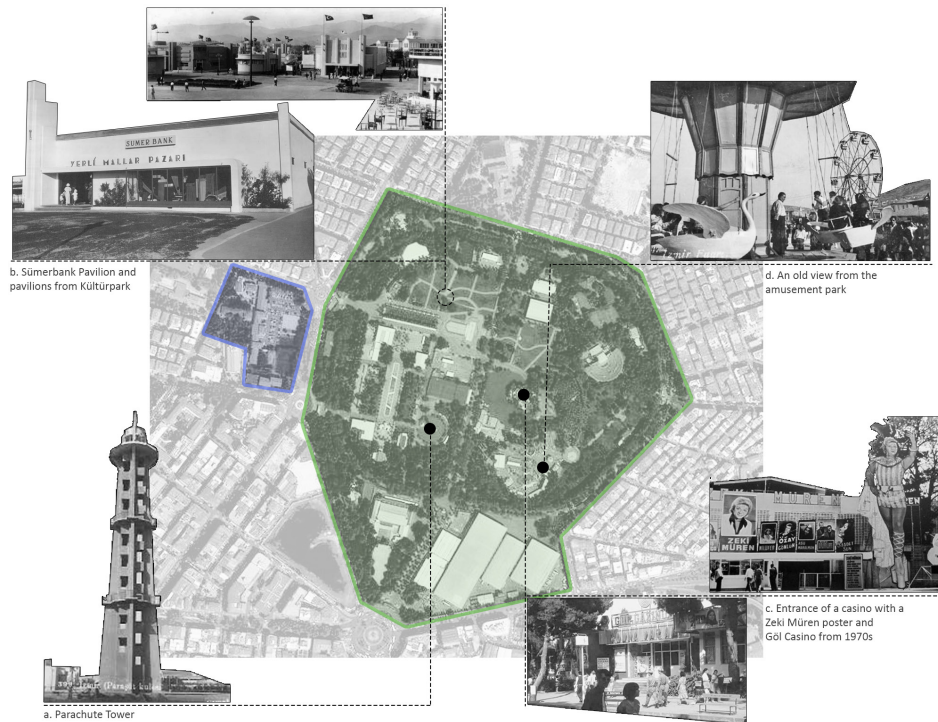 SUMER BANK
YERLİ MALLAR PAZARI
b. Sümerbank Pavilion and
pavilions from Kültürpark
d. An old view from the
amusement park
ZEKİ
MÜREN
c. Entrance of a casino with a
Zeki Müren poster and
Göl Casino from 1970s
a. Parachute Tower